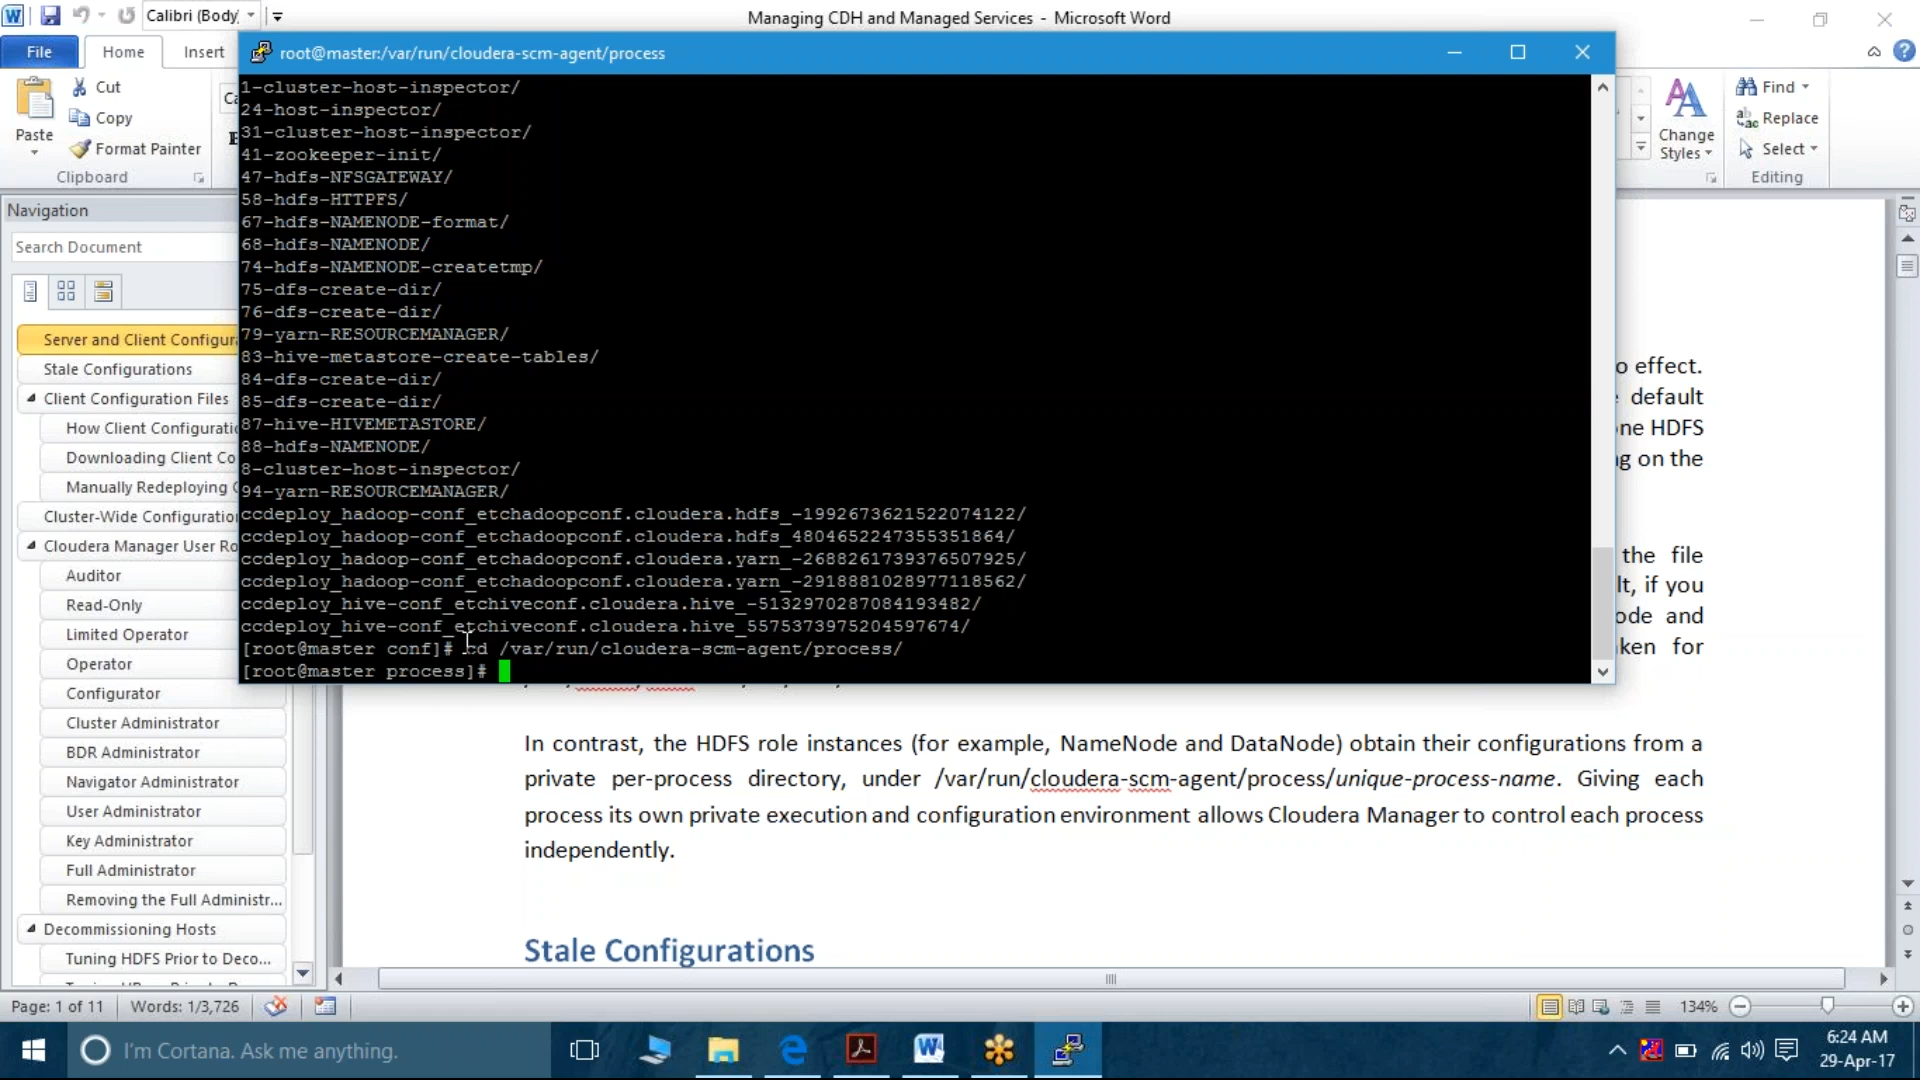 Calibri (Body)
Managing CDH and Managed Services - Microsoft Word
File
Home
Insert
root@master:/var/run/cloudera-scm-agent/process
Cut
Copy
Format Painter
Paste
Clipboard
Change
Styles
Find
Replace
Select
Editing
Navigation
Search Document
Server and Client Configur
Stale Configurations
Client Configuration Files
How Client Configurati
Downloading Client Co
Manually Redeploying
Cluster-Wide Configuration
Cloudera Manager User Ro
Auditor
Read-Only
Limited Operator
Operator
Configurator
Cluster Administrator
BDR Administrator
Navigator Administrator
User Administrator
Key Administrator
Full Administrator
Removing the Full Administr...
Decommissioning Hosts
Tuning HDFS Prior to Deco...
1-cluster-host-inspector/
24-host-inspector/
31-cluster-host-inspector/
41-zookeeper-init/
47-hdfs-NFSGATEWAY/
58-hdfs-HTTPFS/
67-hdfs-NAMENODE-format/
68-hdfs-NAMENODE/
74-hdfs-NAMENODE-createtmp/
75-dfs-create-dir/
76-dfs-create-dir/
79-yarn-RESOURCEMANAGER/
83-hive-metastore-create-tables/
84-dfs-create-dir/
85-dfs-create-dir/
87-hive-HIVEMETASTORE/
88-hdfs-NAMENODE/
8-cluster-host-inspector/
94-yarn-RESOURCEMANAGER/
ccdeploy_hadoop-conf_etchadoopconf.cloudera.hdfs_-1992673621522074122/
ccdeploy_hadoop-conf_etchadoopconf.cloudera.hdfs_4804652247355351864/
ccdeploy_hadoop-conf_etchadoopconf.cloudera.yarn_-2688261739376507925/
ccdeploy_hadoop-conf_etchadoopconf.cloudera.yarn_-2918881028977118562/
ccdeploy_hive-conf_etchiveconf.cloudera.hive_-5132970287084193482/
ccdeploy_hive-conf_etchiveconf.cloudera.hive_5575373975204597674/
[root@master conf]# cd /var/run/cloudera-scm-agent/process/
[root@master process]#
o effect.
default
one HDFS
g on the
the file
lt, if you
ode and
ken for
In contrast, the HDFS role instances (for example, NameNode and DataNode) obtain their configurations from a
private per-process directory, under /var/run/cloudera-scm-agent/process/unique-process-name. Giving each
process its own private execution and configuration environment allows Cloudera Manager to control each process
independently.
Stale Configurations
Page: 1 of 11
Words: 1/3,726
134%
I'm Cortana. Ask me anything.
6:24 AM
29-Apr-17